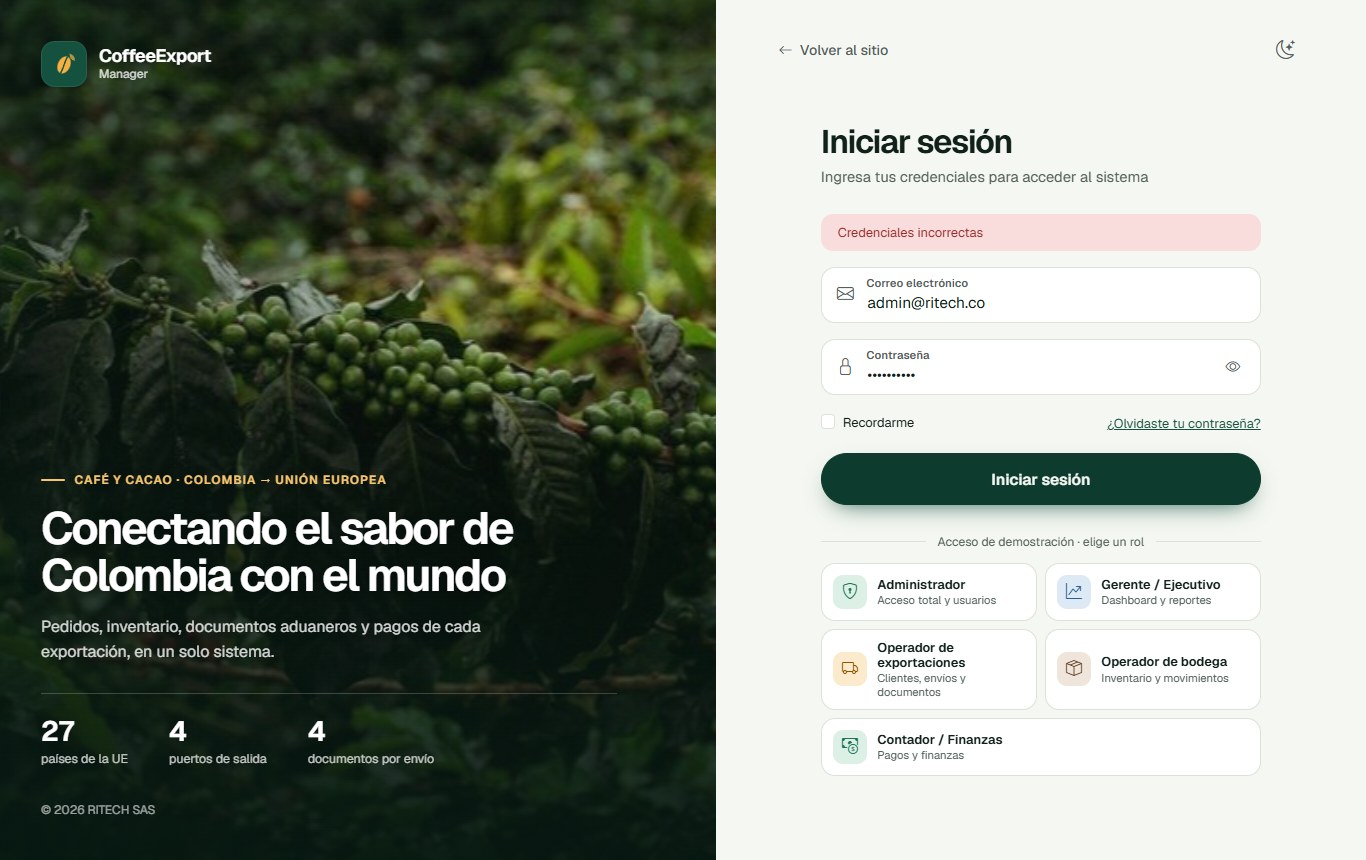 CoffeeExport
Manager
CAFÉ Y CACAO · COLOMBIA → UNIÓN EUROPEA
Conectando el sabor de
Colombia con el mundo
Pedidos, inventario, documentos aduaneros y pagos de cada
exportación, en un solo sistema.
27
países de la UE
4
puertos de salida
4
documentos por envío
© 2026 RITECH SAS
← Volver al sitio
Iniciar sesión
Ingresa tus credenciales para acceder al sistema
Credenciales incorrectas
Correo electrónico
admin@ritech.co
Contraseña
••••••••••
Recordarme
¿Olvidaste tu contraseña?
Iniciar sesión
Acceso de demostración · elige un rol
Administrador
Acceso total y usuarios
Gerente / Ejecutivo
Dashboard y reportes
Operador de
exportaciones
Clientes, envíos y
documentos
Operador de bodega
Inventario y movimientos
Contador / Finanzas
Pagos y finanzas